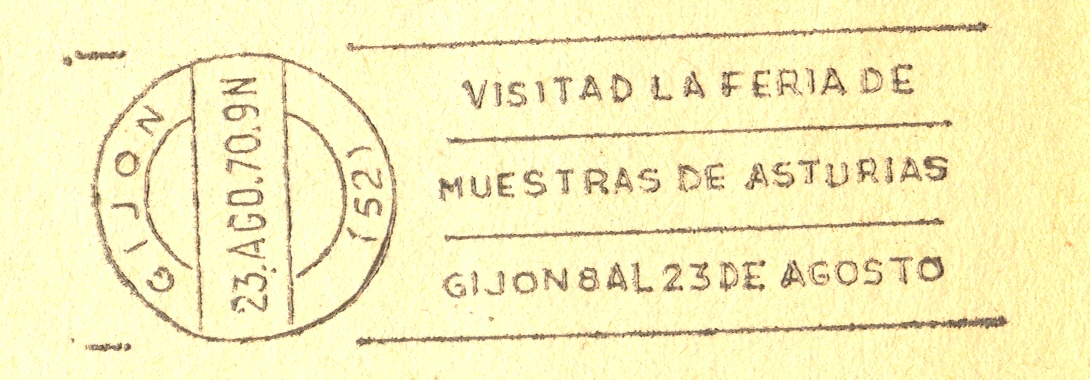 GIJON
23.AGO.70.9N
(52)
VISITAD LA FERIA DE
MUESTRAS DE ASTURIAS
GIJON 8 AL 23 DE AGOSTO